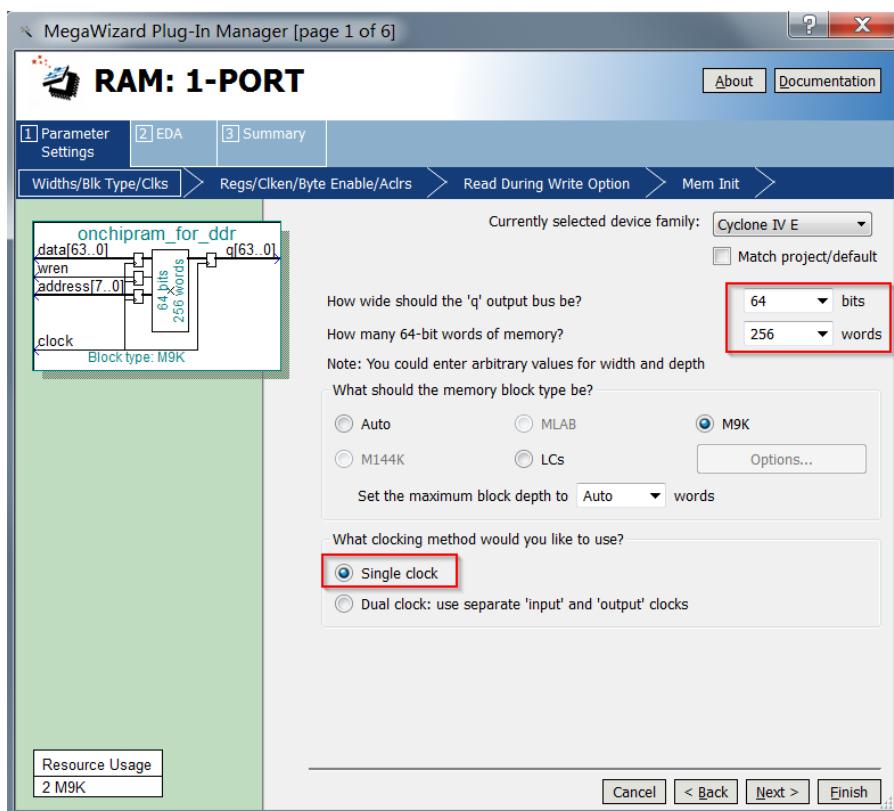 MegaWizard Plug-In Manager [page 1 of 6]
?
X
RAM: 1-PORT
About
Documentation
1 Parameter Settings
2 EDA
3 Summary
Widths/Blk Type/Clks
Regs/Clken/Byte Enable/Aclrs
Read During Write Option
Mem Init
onchipram_for_ddr
data[63..0]
q[63..0]
wren
address[7..0]
64 bits
256 words
clock
Block type: M9K
Currently selected device family:
Cyclone IV E
Match project/default
How wide should the 'q' output bus be?
64
bits
How many 64-bit words of memory?
256
words
Note: You could enter arbitrary values for width and depth
What should the memory block type be?
Auto
MLAB
M9K
M144K
LCs
Options...
Set the maximum block depth to
Auto
words
What clocking method would you like to use?
Single clock
Dual clock: use separate 'input' and 'output' clocks
Resource Usage
2 M9K
Cancel
< Back
Next >
Finish